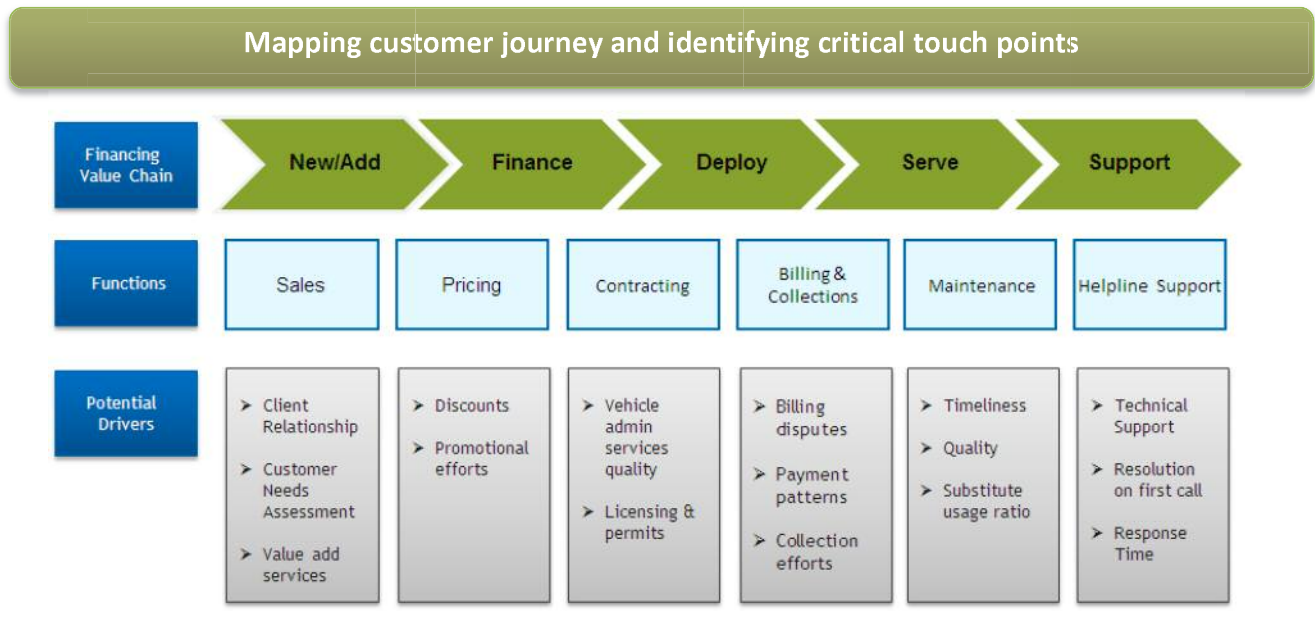 Mapping customer journey and identifying critical touch points
Financing
Value Chain
New/Add
Finance
Deploy
Serve
Support
Functions
Sales
Pricing
Contracting
Billing &
Collections
Maintenance
Helpline Support
Potential
Drivers
➢ Client
Relationship
➢ Customer
Needs
Assessment
➢ Value add
services
➢ Discounts
➢ Promotional
efforts
➢ Vehicle
admin
services
quality
➢ Licensing &
permits
➢ Billing
disputes
➢ Payment
patterns
➢ Collection
efforts
➢ Timeliness
➢ Quality
➢ Substitute
usage ratio
➢ Technical
Support
➢ Resolution
on first call
➢ Response
Time